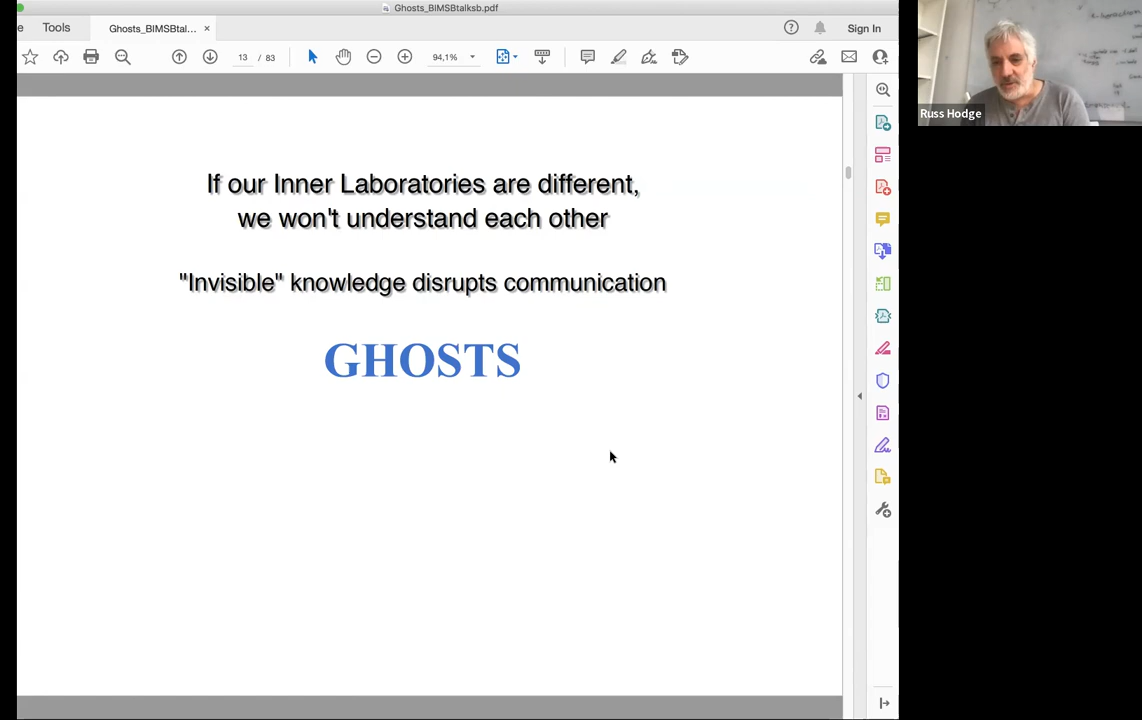 Ghosts_BIMSBtalksb.pdf
e Tools Ghosts_BIMSBtal... × Sign In
13 / 83 94,1%
If our Inner Laboratories are different,
we won't understand each other
"Invisible" knowledge disrupts communication
GHOSTS
Russ Hodge